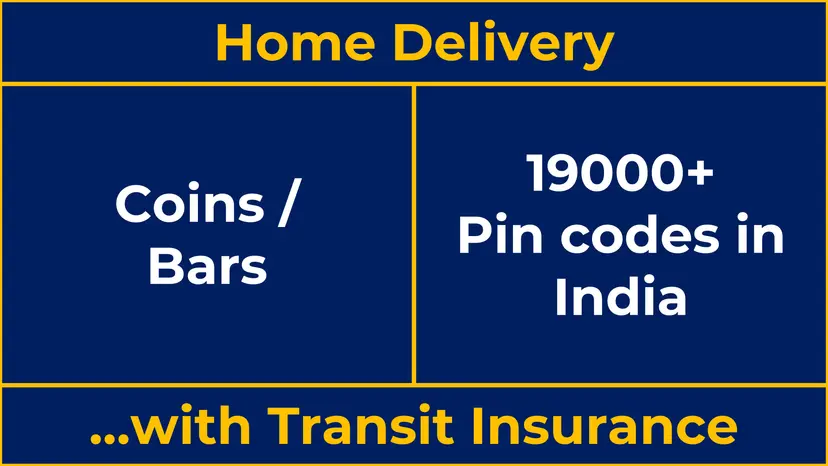 Home Delivery
Coins /
Bars
19000+
Pin codes in
India
...with Transit Insurance